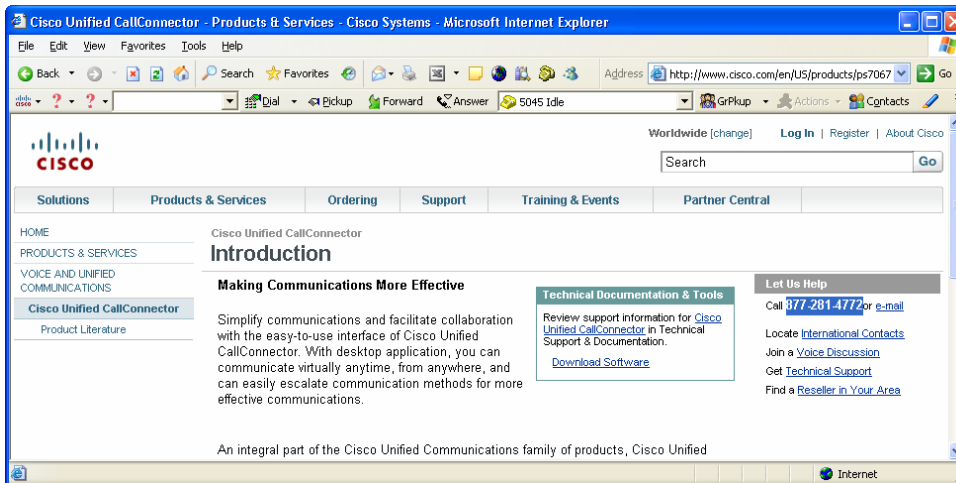 Cisco Unified CallConnector - Products & Services - Cisco Systems - Microsoft Internet Explorer
File Edit View Favorites Tools Help
Back Search Favorites Address http://www.cisco.com/en/US/products/ps7067 Go
cisco ? ? Dial Pickup Forward Answer 5045 Idle GrPkup Actions Contacts
Worldwide [change] Log In | Register | About Cisco
CISCO
Search Go
Solutions Products & Services Ordering Support Training & Events Partner Central
HOME
PRODUCTS & SERVICES
VOICE AND UNIFIED
COMMUNICATIONS
Cisco Unified CallConnector
Product Literature
Cisco Unified CallConnector
Introduction
Making Communications More Effective
Simplify communications and facilitate collaboration
with the easy-to-use interface of Cisco Unified
CallConnector. With desktop application, you can
communicate virtually anytime, from anywhere, and
can easily escalate communication methods for more
effective communications.
An integral part of the Cisco Unified Communications family of products, Cisco Unified
Technical Documentation & Tools
Review support information for Cisco
Unified CallConnector in Technical
Support & Documentation.
Download Software
Let Us Help
Call 877-281-4772 or e-mail
Locate International Contacts
Join a Voice Discussion
Get Technical Support
Find a Reseller in Your Area
Internet